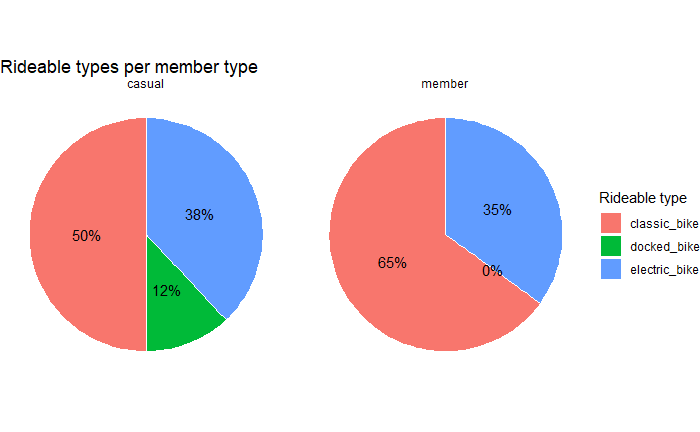 Rideable types per member type
casual
member
38%
50%
12%
35%
65%
0%
Rideable type
classic_bike
docked_bike
electric_bike